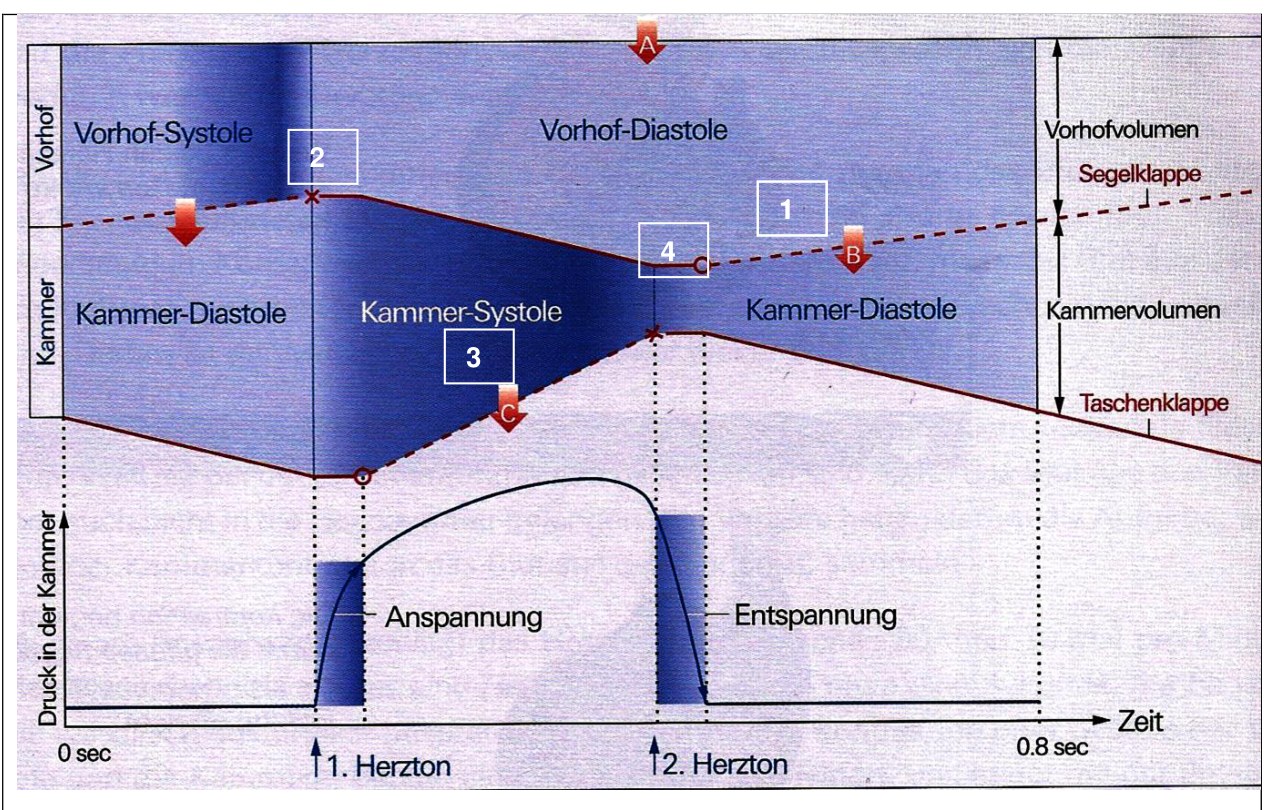 A
Vorhof
Vorhof-Systole
Vorhof-Diastole
Vorhofvolumen
2
Segelklappe
1
4
B
Kammer
Kammer-Diastole
Kammer-Systole
Kammer-Diastole
Kammervolumen
3
C
Taschenklappe
Druck in der Kammer
Anspannung
Entspannung
Zeit
0 sec
0.8 sec
1. Herzton
2. Herzton